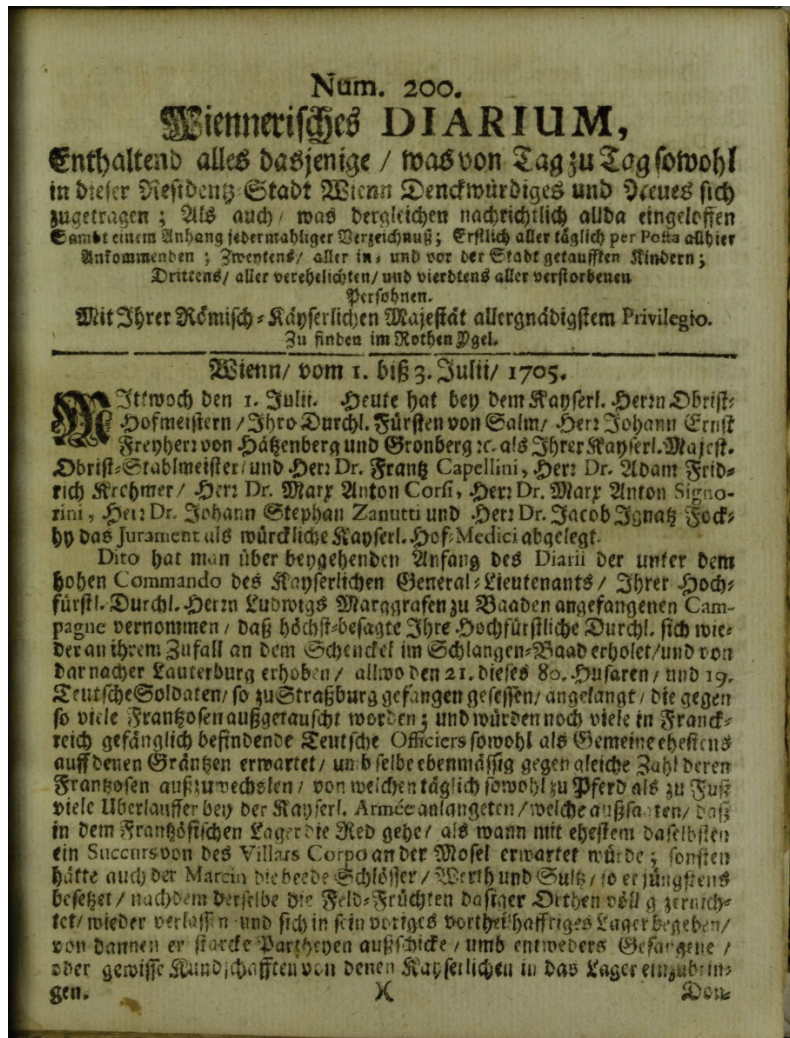 Num. 200.
Wiennerisches DIARIUM,
Enthaltend alles dasjenige / was von Tag zu Tag sowohl
in dieser Residentz-Stadt Wienn Denckwürdiges und Neues sich
zugetragen ; Als auch / was dergleichen nachrichtlich allda eingeloffen
Sambt einem Anhang jedermahliger Verzeichnuß ; Erstlich aller täglich per Posta allhier
Ankommenden ; Zweytens / aller in- und vor der Stadt getaufften Kindern ;
Drittens / aller verehelichten / und vierdtens aller verstorbenen
Persohnen.
Mit Ihrer Römisch-Käyserlichen Majestät allergnädigstem Privilegio.
Zu finden im Rothen Ygel.
Wienn / vom 1. biß 3. Julii / 1705.
MIttwoch den 1. Julii. Heute hat bey dem Kayserl. Herrn Obrist-
Hofmeistern / Ihro Durchl. Fürsten von Salm / Herr Johann Ernst
Freyherr von Hätzenberg und Gronberg ꝛc. als Ihrer Kayserl. Majest.
Obrist-Stablmeister / und Herr Dr. Frantz Capellini, Herr Dr. Adam Frid-
rich Krehmer / Herr Dr. Marx Anton Corsi, Herr Dr. Marx Anton Signo-
rini, Herr Dr. Johann Stephan Zanutti und Herr Dr. Jacob Ignatz Fock-
hy das Jurament als würckliche Kayserl. Hof-Medici abgelegt.
Dito hat man über beygehenden Anfang des Diarii der unter dem
hohen Commando des Kayserlichen General-Lieutenants / Ihrer Hoch-
fürstl. Durchl. Herrn Ludwigs Marggrafen zu Baaden angefangenen Cam-
pagne vernommen / daß höchst-besagte Ihre Hochfürstliche Durchl. sich wie-
der an ihrem Zufall an dem Schenckel im Schlangen-Baad erholet / und von
dar nacher Lauterburg erhoben / allwo den 21. dieses 80. Husaren / und 19.
Teutsche Soldaten / so zu Straßburg gefangen gesessen / angelangt / die gegen
so viele Frantzosen außgetauscht worden ; und würden noch viele in Franck-
reich gefänglich befindende Teutsche Officiers sowohl als Gemeine ehestens
auff denen Gräntzen erwartet / umb selbe ebenmässig gegen gleiche Zahl deren
Frantzosen außzuwechslen / von welchen täglich sowohl zu Pferd als zu Fuß
viele Uberlauffer bey der Kayserl. Armée anlangeten / welche außsagten / daß
in dem Frantzösischen Lager die Red gehe / als wann mit ehestem daselbsten
ein Succurs von des Villars Corpo an der Mosel erwartet würde ; sonsten
hätte auch der Marcin die beede Schlösser / Werth und Sultz / so er jüngstens
besetzet / nachdem derselbe die Feld-Früchten dasiger Orthen völlig zernich-
tet / wieder verlassen und sich in sein voriges vortheilhafftiges Lager begeben /
von dannen er starcke Partheyen außschicke / umb entweders Gefangene /
oder gewisse Kundschafften von denen Kayserlichen in das Lager einzubrin-
gen. )( Don-